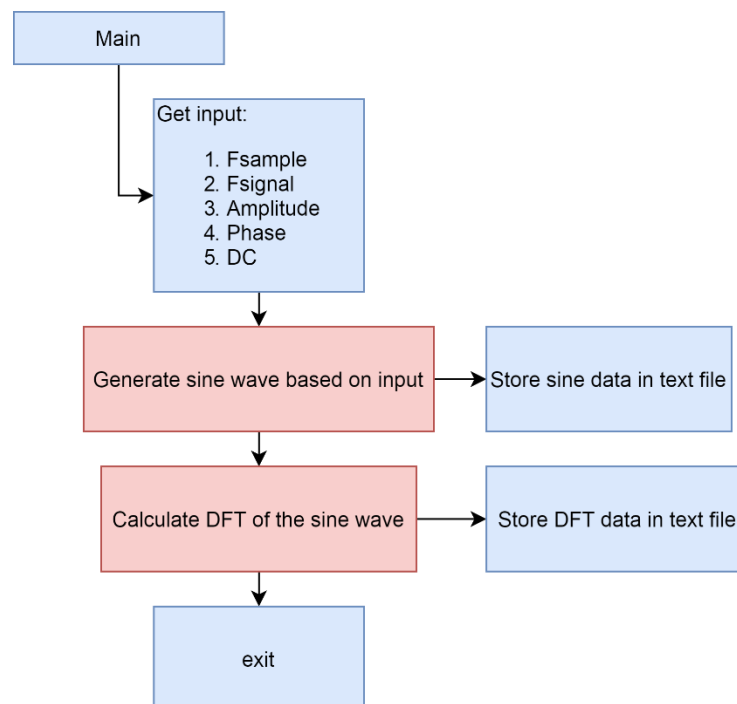 Main
Get input:
1. Fsample
2. Fsignal
3. Amplitude
4. Phase
5. DC
Generate sine wave based on input
Store sine data in text file
Calculate DFT of the sine wave
Store DFT data in text file
exit